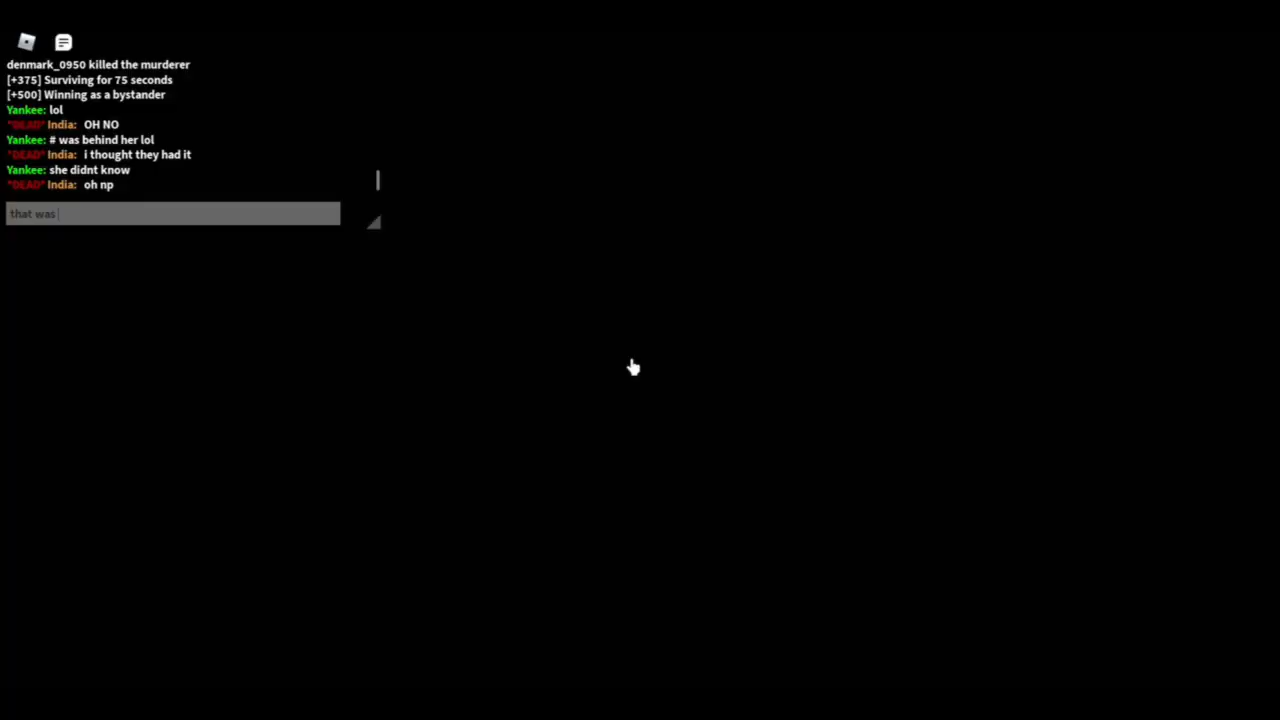 denmark_0950 killed the murderer
[+375] Surviving for 75 seconds
[+500] Winning as a bystander
Yankee: lol
*DEAD* India: OH NO
Yankee: # was behind her lol
*DEAD* India: i thought they had it
Yankee: she didnt know
*DEAD* India: oh np
that was